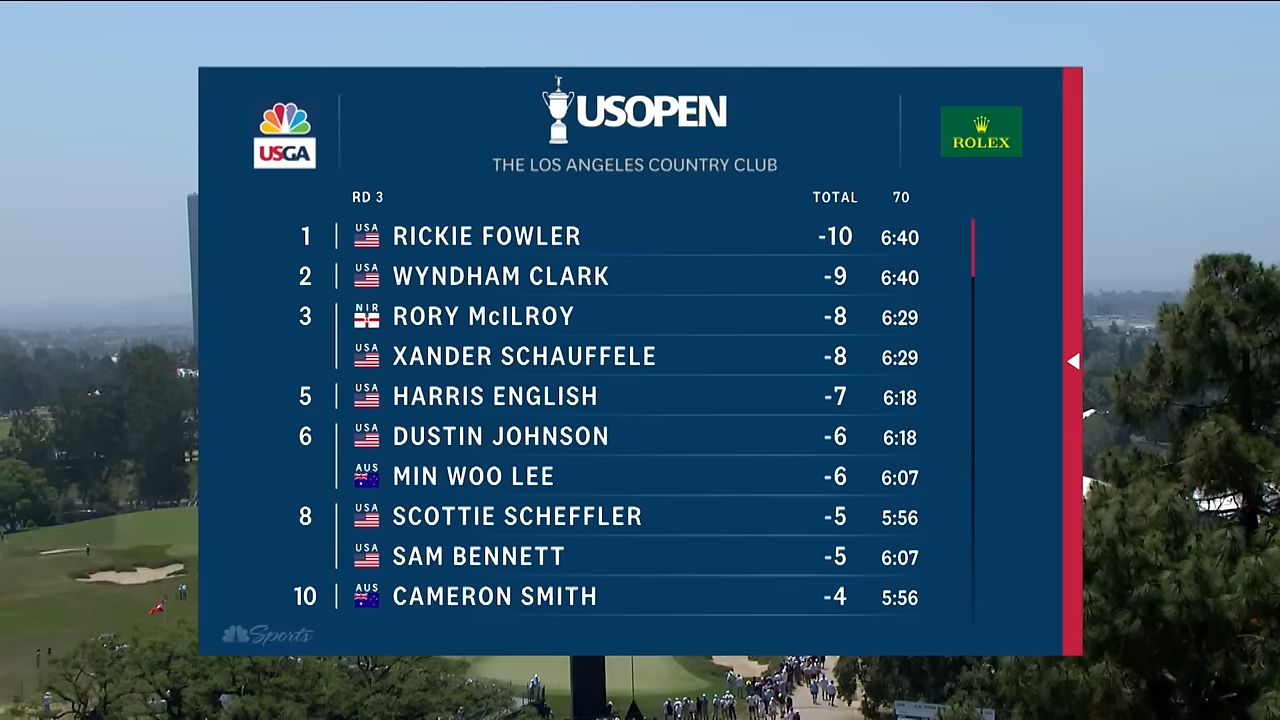 USOPEN
USGA
ROLEX
THE LOS ANGELES COUNTRY CLUB
RD 3 TOTAL 70
1 USA RICKIE FOWLER -10 6:40
2 USA WYNDHAM CLARK -9 6:40
3 NIR RORY McILROY -8 6:29
USA XANDER SCHAUFFELE -8 6:29
5 USA HARRIS ENGLISH -7 6:18
6 USA DUSTIN JOHNSON -6 6:18
AUS MIN WOO LEE -6 6:07
8 USA SCOTTIE SCHEFFLER -5 5:56
USA SAM BENNETT -5 6:07
10 AUS CAMERON SMITH -4 5:56
Sports